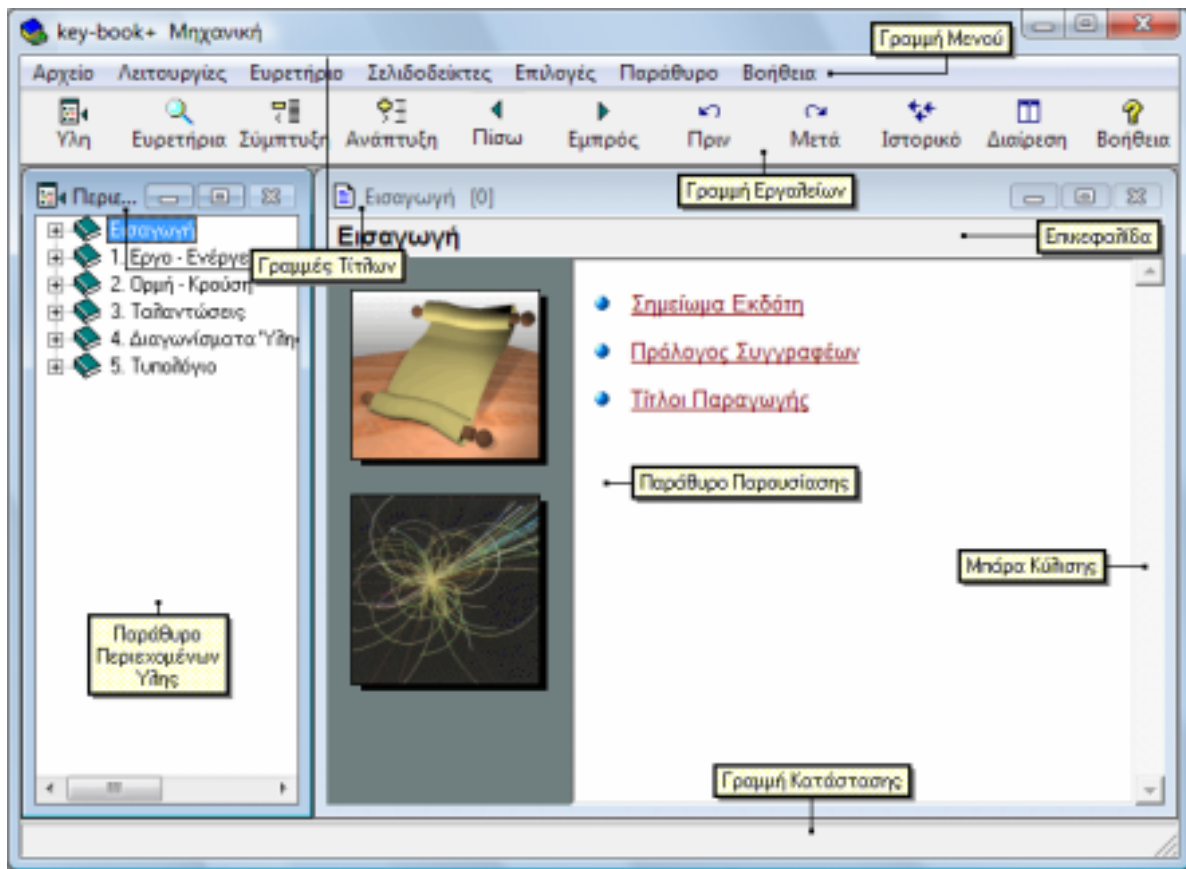 key-book+ Μηχανική
Γραμμή Μενού
Αρχείο Λειτουργίες Ευρετήριο Σελιδοδείκτες Επιλογές Παράθυρο Βοήθεια
Ύλη Ευρετήρια Σύμπτυξη Ανάπτυξη Πίσω Εμπρός Πριν Μετά Ιστορικό Διαίρεση Βοήθεια
Γραμμή Εργαλείων
Περιε...
Εισαγωγή [0]
Εισαγωγή
Επικεφαλίδα
Γραμμές Τίτλων
Εισαγωγή
1. Εργο - Ενέργε
2. Ορμή - Κρούση
3. Ταλαντώσεις
4. Διαγωνίσματα Ύλη
5. Τυπολόγιο
Σημείωμα Εκδότη
Πρόλογος Συγγραφέων
Τίτλοι Παραγωγής
Παράθυρο Παρουσίασης
Μπάρα Κύλισης
Παράθυρο
Περιεχομένων
Ύλης
Γραμμή Κατάστασης